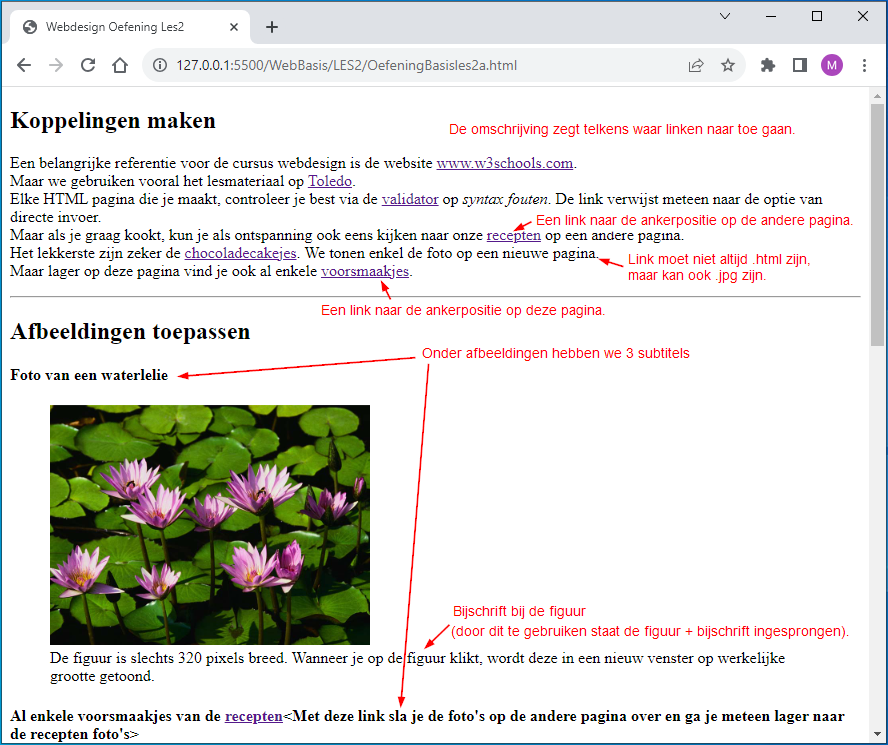 Webdesign Oefening Les2
127.0.0.1:5500/WebBasis/LES2/OefeningBasisles2a.html
M
Koppelingen maken
De omschrijving zegt telkens waar linken naar toe gaan.
Een belangrijke referentie voor de cursus webdesign is de website www.w3schools.com.
Maar we gebruiken vooral het lesmateriaal op Toledo.
Elke HTML pagina die je maakt, controleer je best via de validator op syntax fouten. De link verwijst meteen naar de optie van
directe invoer.
Een link naar de ankerpositie op de andere pagina.
Maar als je graag kookt, kun je als ontspanning ook eens kijken naar onze recepten op een andere pagina.
Het lekkerste zijn zeker de chocoladecakejes. We tonen enkel de foto op een nieuwe pagina.
Link moet niet altijd .html zijn,
maar kan ook .jpg zijn.
Maar lager op deze pagina vind je ook al enkele voorsmaakjes.
Een link naar de ankerpositie op deze pagina.
Afbeeldingen toepassen
Onder afbeeldingen hebben we 3 subtitels
Foto van een waterlelie
Bijschrift bij de figuur
(door dit te gebruiken staat de figuur + bijschrift ingesprongen).
De figuur is slechts 320 pixels breed. Wanneer je op de figuur klikt, wordt deze in een nieuw venster op werkelijke
grootte getoond.
Al enkele voorsmaakjes van de recepten<Met deze link sla je de foto's op de andere pagina over en ga je meteen lager naar
de recepten foto's>